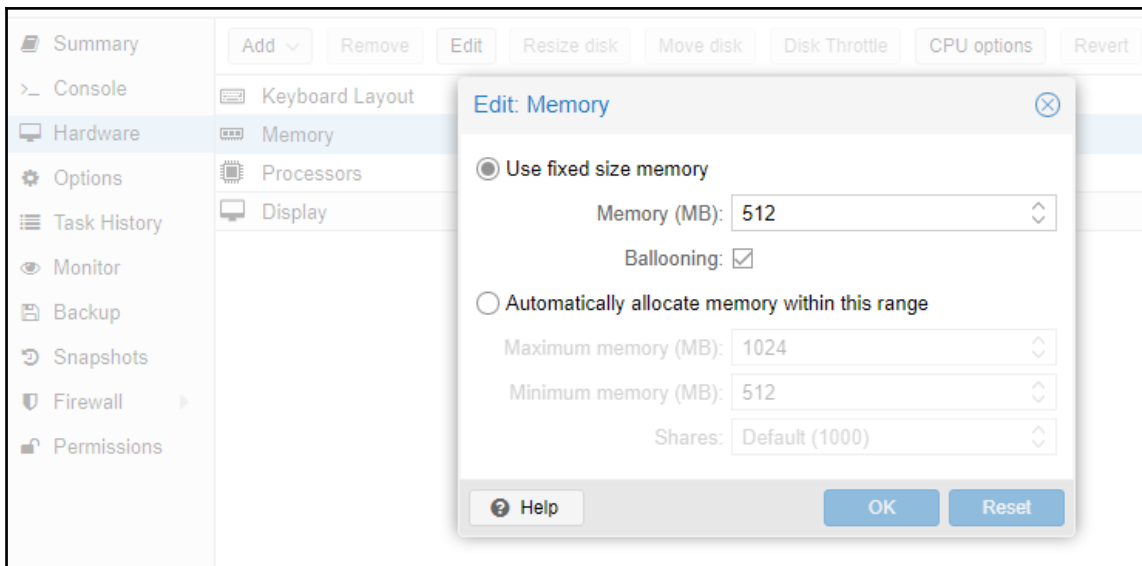 Summary
Console
Hardware
Options
Task History
Monitor
Backup
Snapshots
Firewall
Permissions
Add Remove Edit Resize disk Move disk Disk Throttle CPU options Revert
Keyboard Layout
Memory
Processors
Display
Edit: Memory
Use fixed size memory
Memory (MB): 512
Ballooning:
Automatically allocate memory within this range
Maximum memory (MB): 1024
Minimum memory (MB): 512
Shares: Default (1000)
Help OK Reset